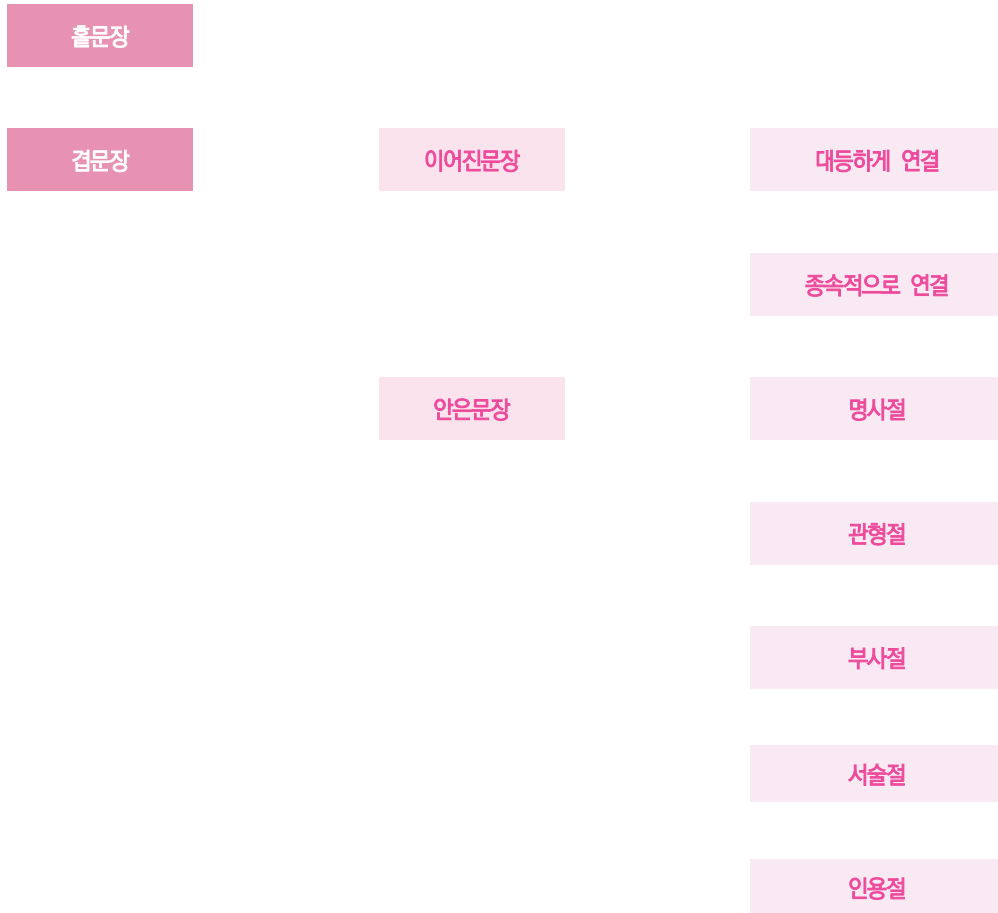 홑문장
겹문장 이어진문장 대등하게 연결
종속적으로 연결
안은문장 명사절
관형절
부사절
서술절
인용절